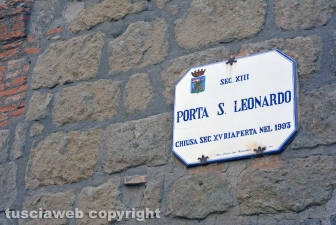 SEC. XIII
PORTA S. LEONARDO
CHIUSA SEC. XV RIAPERTA NEL 1993
tusciaweb copyright